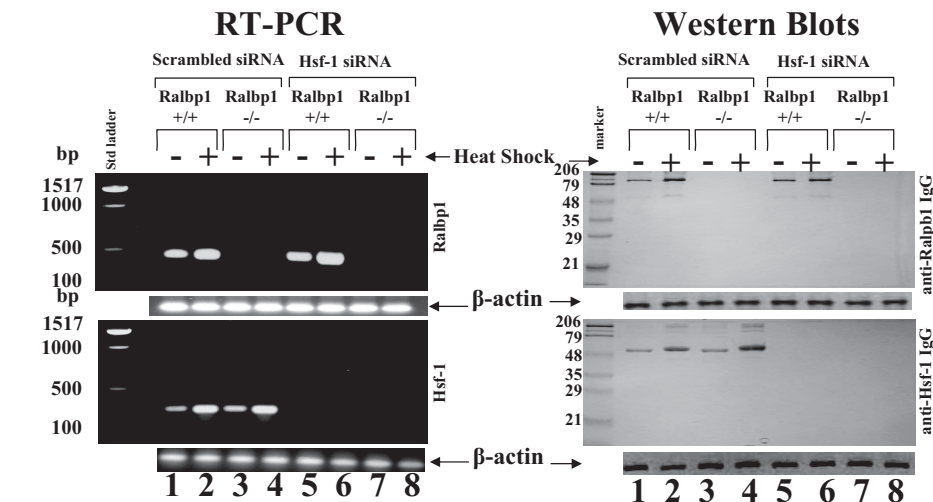 RT-PCR Western Blots
Scrambled siRNA Hsf-1 siRNA Scrambled siRNA Hsf-1 siRNA
Ralbp1 Ralbp1 Ralbp1 Ralbp1 Ralbp1 Ralbp1 Ralbp1 Ralbp1
+/+ -/- +/+ -/- +/+ -/- +/+ -/-
Std ladder
marker
bp - + - + - + - + Heat Shock - + - + - + - +
1517
1000
500
100
Ralbp1
206
79
48
35
29
21
anti-Ralpb1 IgG
bp
β-actin
1517
1000
500
100
Hsf-1
206
79
48
35
29
21
anti-Hsf-1 IgG
β-actin
1 2 3 4 5 6 7 8 1 2 3 4 5 6 7 8